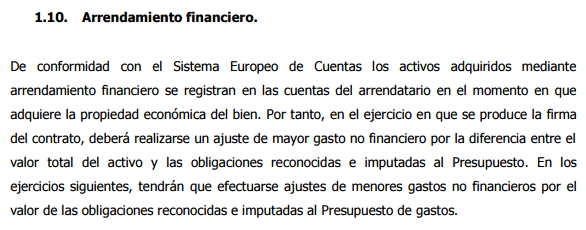 1.10. Arrendamiento financiero.
De conformidad con el Sistema Europeo de Cuentas los activos adquiridos mediante
arrendamiento financiero se registran en las cuentas del arrendatario en el momento en que
adquiere la propiedad económica del bien. Por tanto, en el ejercicio en que se produce la firma
del contrato, deberá realizarse un ajuste de mayor gasto no financiero por la diferencia entre el
valor total del activo y las obligaciones reconocidas e imputadas al Presupuesto. En los
ejercicios siguientes, tendrán que efectuarse ajustes de menores gastos no financieros por el
valor de las obligaciones reconocidas e imputadas al Presupuesto de gastos.